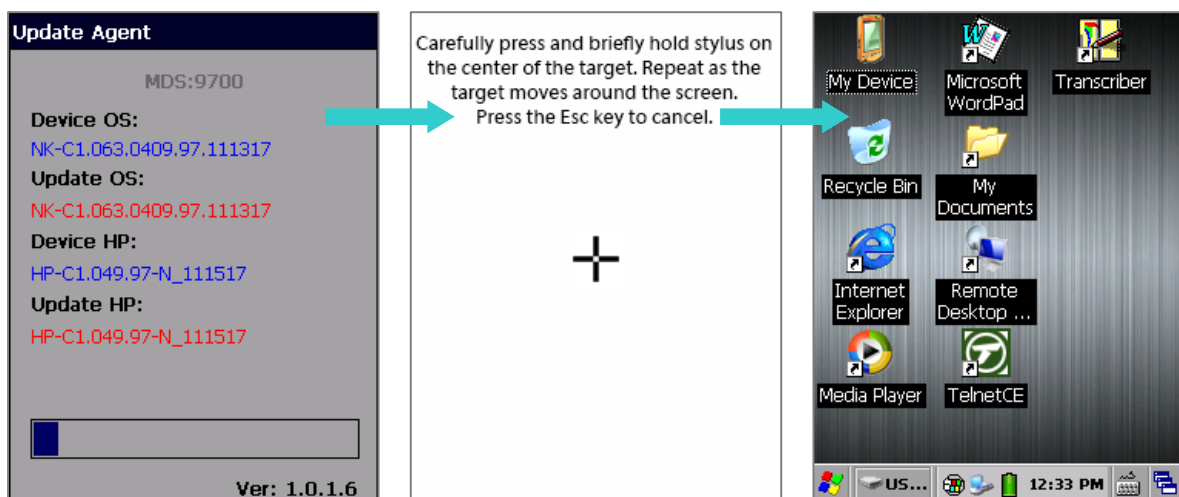 Update Agent
MDS:9700
Device OS:
NK-C1.063.0409.97.111317
Update OS:
NK-C1.063.0409.97.111317
Device HP:
HP-C1.049.97-N_111517
Update HP:
HP-C1.049.97-N_111517
Ver: 1.0.1.6
Carefully press and briefly hold stylus on
the center of the target. Repeat as the
target moves around the screen.
Press the Esc key to cancel.
My Device
Microsoft
WordPad
Transcriber
Recycle Bin
My
Documents
Internet
Explorer
Remote
Desktop ...
Media Player
TelnetCE
US...
12:33 PM